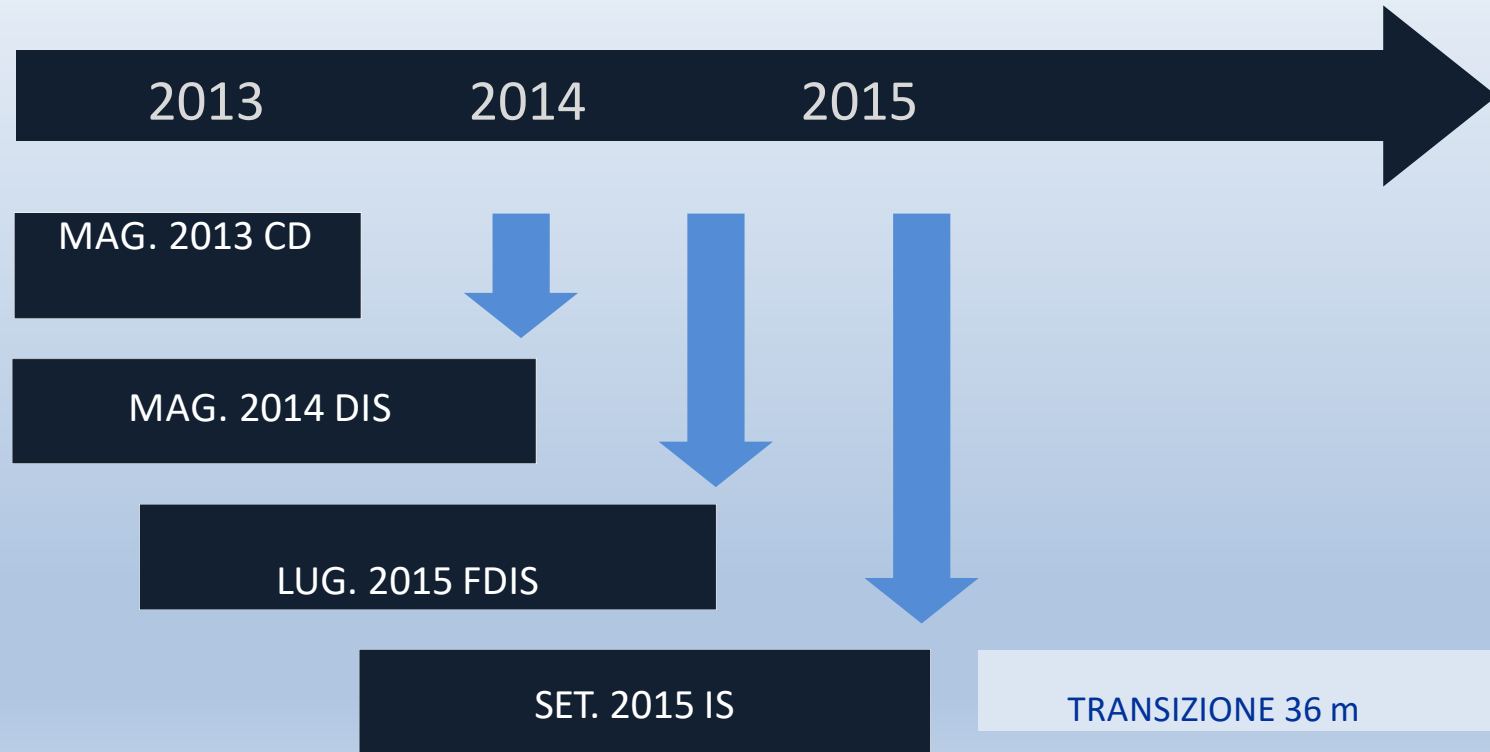 2013 2014 2015
MAG. 2013 CD
MAG. 2014 DIS
LUG. 2015 FDIS
SET. 2015 IS
TRANSIZIONE 36 m